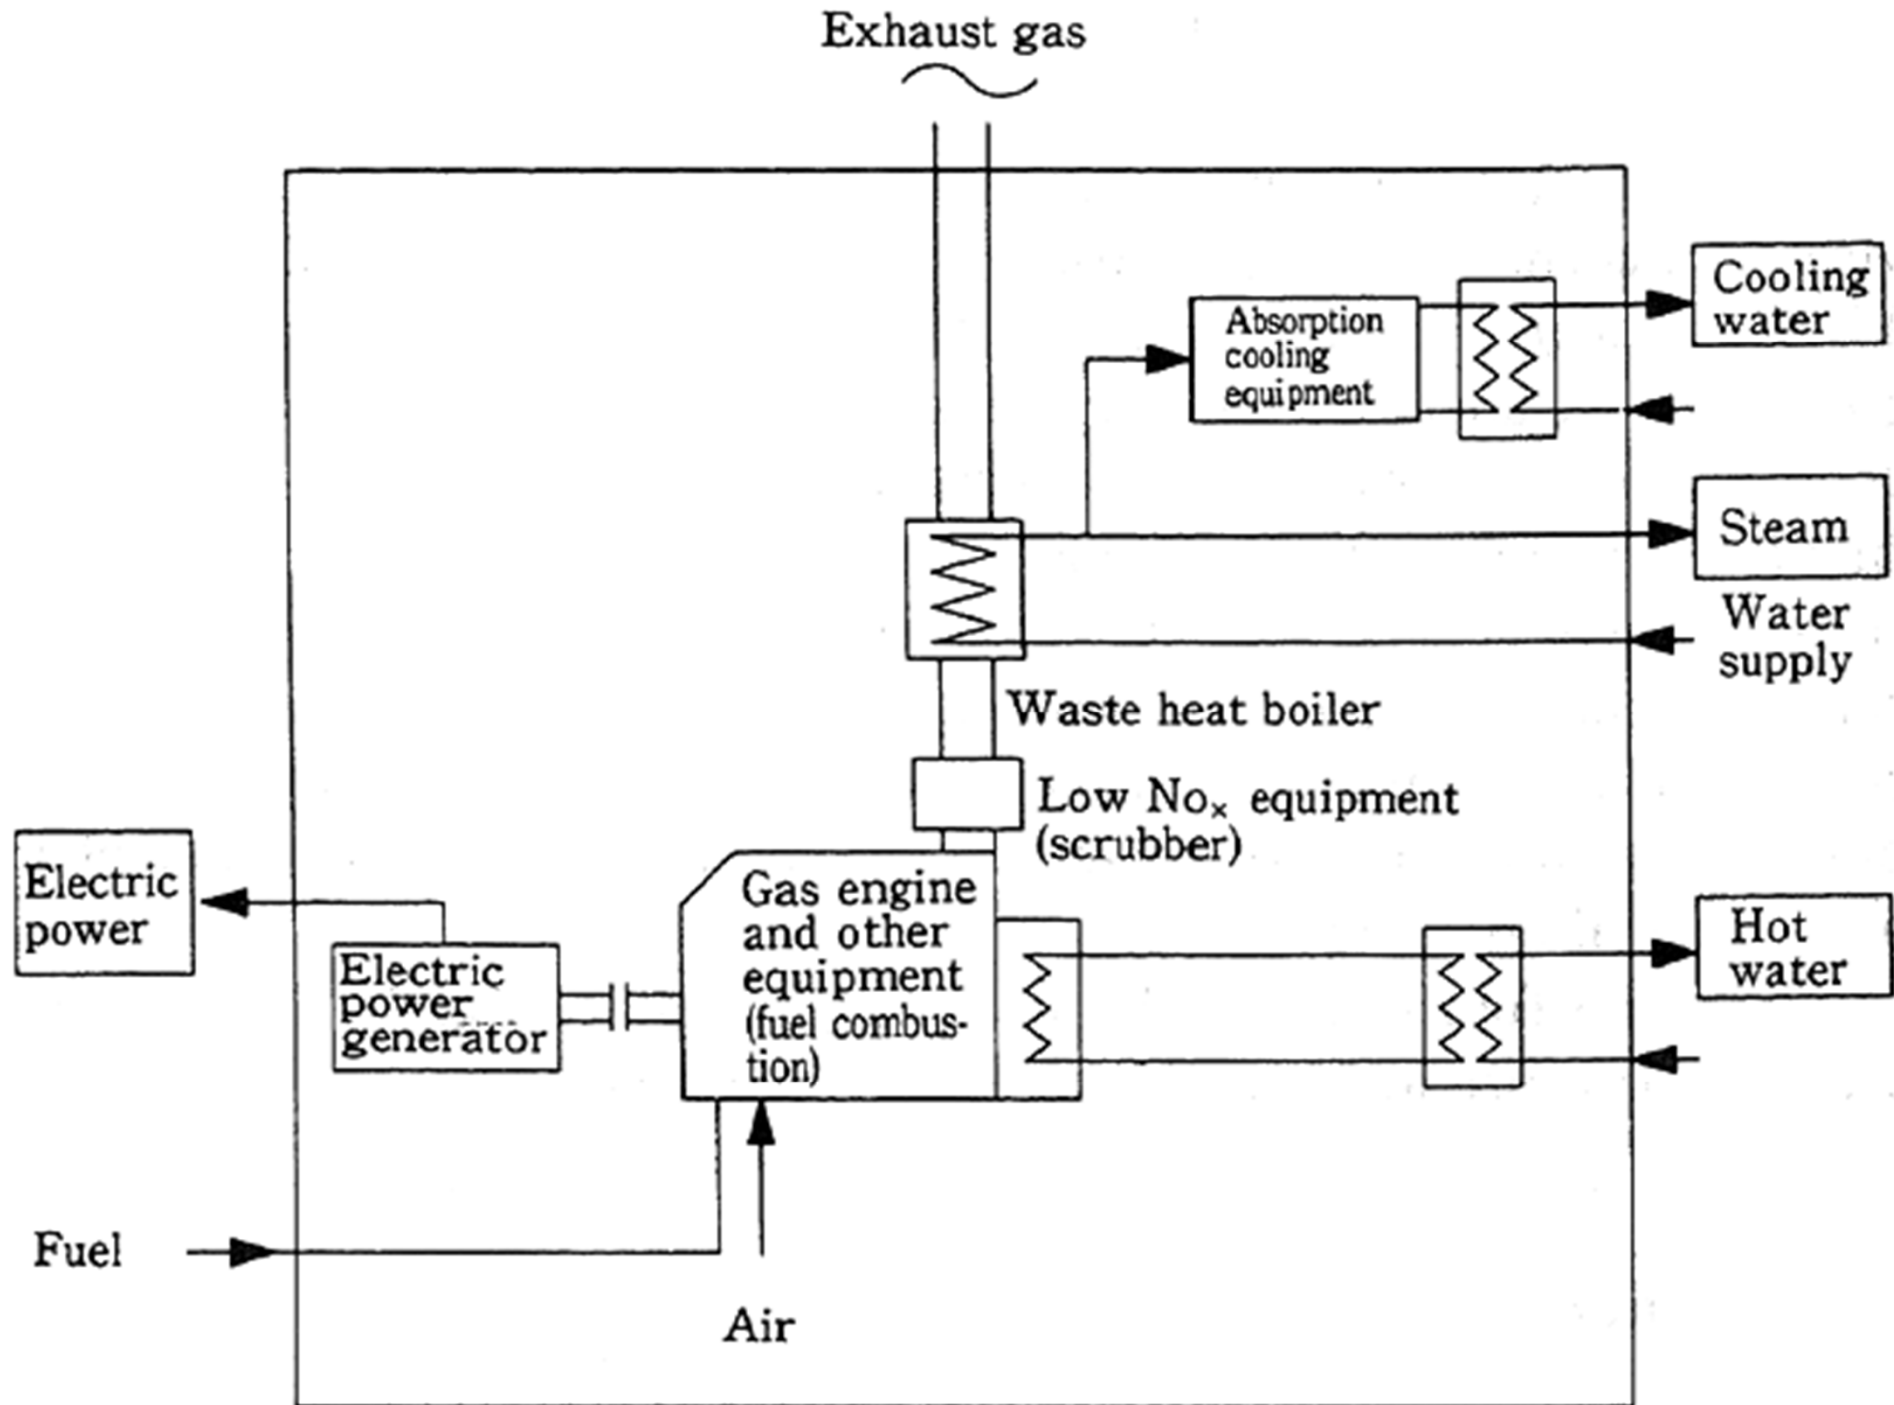 Exhaust gas
Cooling
water
Absorption
cooling
equipment
Steam
Water
supply
Waste heat boiler
Low Noₓ equipment
(scrubber)
Electric
power
Gas engine
and other
equipment
(fuel combus-
tion)
Hot
water
Electric
power
generator
Fuel
Air